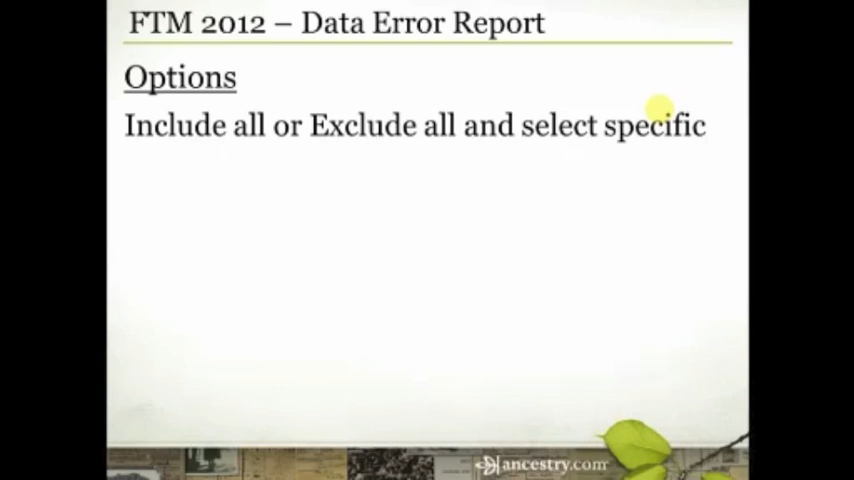 FTM 2012 – Data Error Report
Options
Include all or Exclude all and select specific
ancestry.com